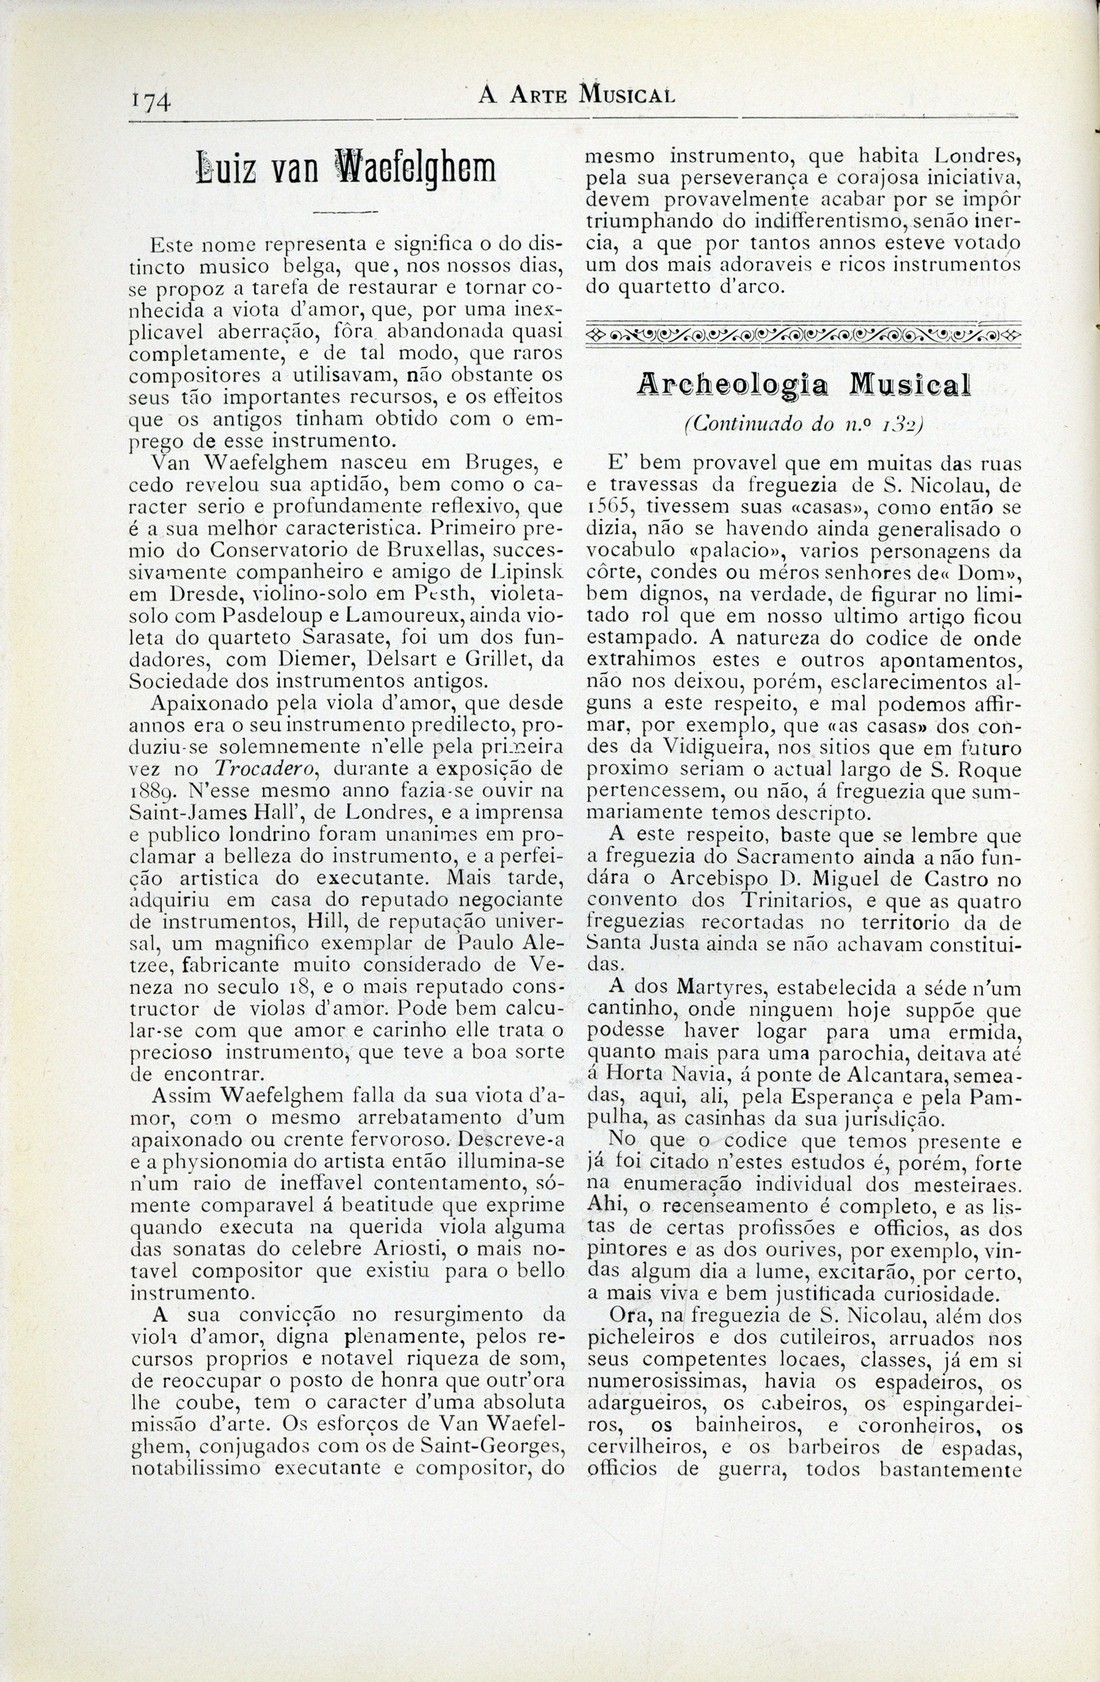 174
A Arte Musical
Luiz van Waefelghem
Este nome representa e significa o do dis-
tincto musico belga, que, nos nossos dias,
se propoz a tarefa de restaurar e tornar co-
nhecida a viota d'amor, que, por uma inex-
plicavel aberração, fôra abandonada quasi
completamente, e de tal modo, que raros
compositores a utilisavam, não obstante os
seus tão importantes recursos, e os effeitos
que os antigos tinham obtido com o em-
prego de esse instrumento.
Van Waefelghem nasceu em Bruges, e
cedo revelou sua aptidão, bem como o ca-
racter serio e profundamente reflexivo, que
é a sua melhor caracteristica. Primeiro pre-
mio do Conservatorio de Bruxellas, succes-
sivamente companheiro e amigo de Lipinsk
em Dresde, violino-solo em Pesth, violeta-
solo com Pasdeloup e Lamoureux, ainda vio-
leta do quarteto Sarasate, foi um dos fun-
dadores, com Diemer, Delsart e Grillet, da
Sociedade dos instrumentos antigos.
Apaixonado pela viola d'amor, que desde
annos era o seu instrumento predilecto, pro-
duziu-se solemnemente n'elle pela primeira
vez no Trocadero, durante a exposição de
1889. N'esse mesmo anno fazia-se ouvir na
Saint-James Hall', de Londres, e a imprensa
e publico londrino foram unanimes em pro-
clamar a belleza do instrumento, e a perfei-
ção artistica do executante. Mais tarde,
adquiriu em casa do reputado negociante
de instrumentos, Hill, de reputação univer-
sal, um magnifico exemplar de Paulo Ale-
tzee, fabricante muito considerado de Ve-
neza no seculo 18, e o mais reputado cons-
tructor de violas d'amor. Pode bem calcu-
lar-se com que amor e carinho elle trata o
precioso instrumento, que teve a boa sorte
de encontrar.
Assim Waefelghem falla da sua viota d'a-
mor, com o mesmo arrebatamento d'um
apaixonado ou crente fervoroso. Descreve-a
e a physionomia do artista então illumina-se
n'um raio de ineffavel contentamento, só-
mente comparavel á beatitude que exprime
quando executa na querida viola alguma
das sonatas do celebre Ariosti, o mais no-
tavel compositor que existiu para o bello
instrumento.
A sua convicção no resurgimento da
viola d'amor, digna plenamente, pelos re-
cursos proprios e notavel riqueza de som,
de reoccupar o posto de honra que outr'ora
lhe coube, tem o caracter d'uma absoluta
missão d'arte. Os esforços de Van Waefel-
ghem, conjugados com os de Saint-Georges,
notabilissimo executante e compositor, do
mesmo instrumento, que habita Londres,
pela sua perseverança e corajosa iniciativa,
devem provavelmente acabar por se impôr
triumphando do indifferentismo, senão iner-
cia, a que por tantos annos esteve votado
um dos mais adoraveis e ricos instrumentos
do quartetto d'arco.
Archeologia Musical
(Continuado do n.º 132)
E' bem provavel que em muitas das ruas
e travessas da freguezia de S. Nicolau, de
1565, tivessem suas «casas», como então se
dizia, não se havendo ainda generalisado o
vocabulo «palacio», varios personagens da
côrte, condes ou méros senhores de« Dom»,
bem dignos, na verdade, de figurar no limi-
tado rol que em nosso ultimo artigo ficou
estampado. A natureza do codice de onde
extrahimos estes e outros apontamentos,
não nos deixou, porém, esclarecimentos al-
guns a este respeito, e mal podemos affir-
mar, por exemplo, que «as casas» dos con-
des da Vidigueira, nos sitios que em futuro
proximo seriam o actual largo de S. Roque
pertencessem, ou não, á freguezia que sum-
mariamente temos descripto.
A este respeito, baste que se lembre que
a freguezia do Sacramento ainda a não fun-
dára o Arcebispo D. Miguel de Castro no
convento dos Trinitarios, e que as quatro
freguezias recortadas no territorio da de
Santa Justa ainda se não achavam constitui-
das.
A dos Martyres, estabelecida a séde n'um
cantinho, onde ninguem hoje suppõe que
podesse haver logar para uma ermida,
quanto mais para uma parochia, deitava até
á Horta Navia, á ponte de Alcantara, semea-
das, aqui, ali, pela Esperança e pela Pam-
pulha, as casinhas da sua jurisdição.
No que o codice que temos presente e
já foi citado n'estes estudos é, porém, forte
na enumeração individual dos mesteiraes.
Ahi, o recenseamento é completo, e as lis-
tas de certas profissões e officios, as dos
pintores e as dos ourives, por exemplo, vin-
das algum dia a lume, excitarão, por certo,
a mais viva e bem justificada curiosidade.
Ora, na freguezia de S. Nicolau, além dos
picheleiros e dos cutileiros, arruados nos
seus competentes locaes, classes, já em si
numerosissimas, havia os espadeiros, os
adargueiros, os cabeiros, os espingardei-
ros, os bainheiros, e coronheiros, os
cervilheiros, e os barbeiros de espadas,
officios de guerra, todos bastantemente